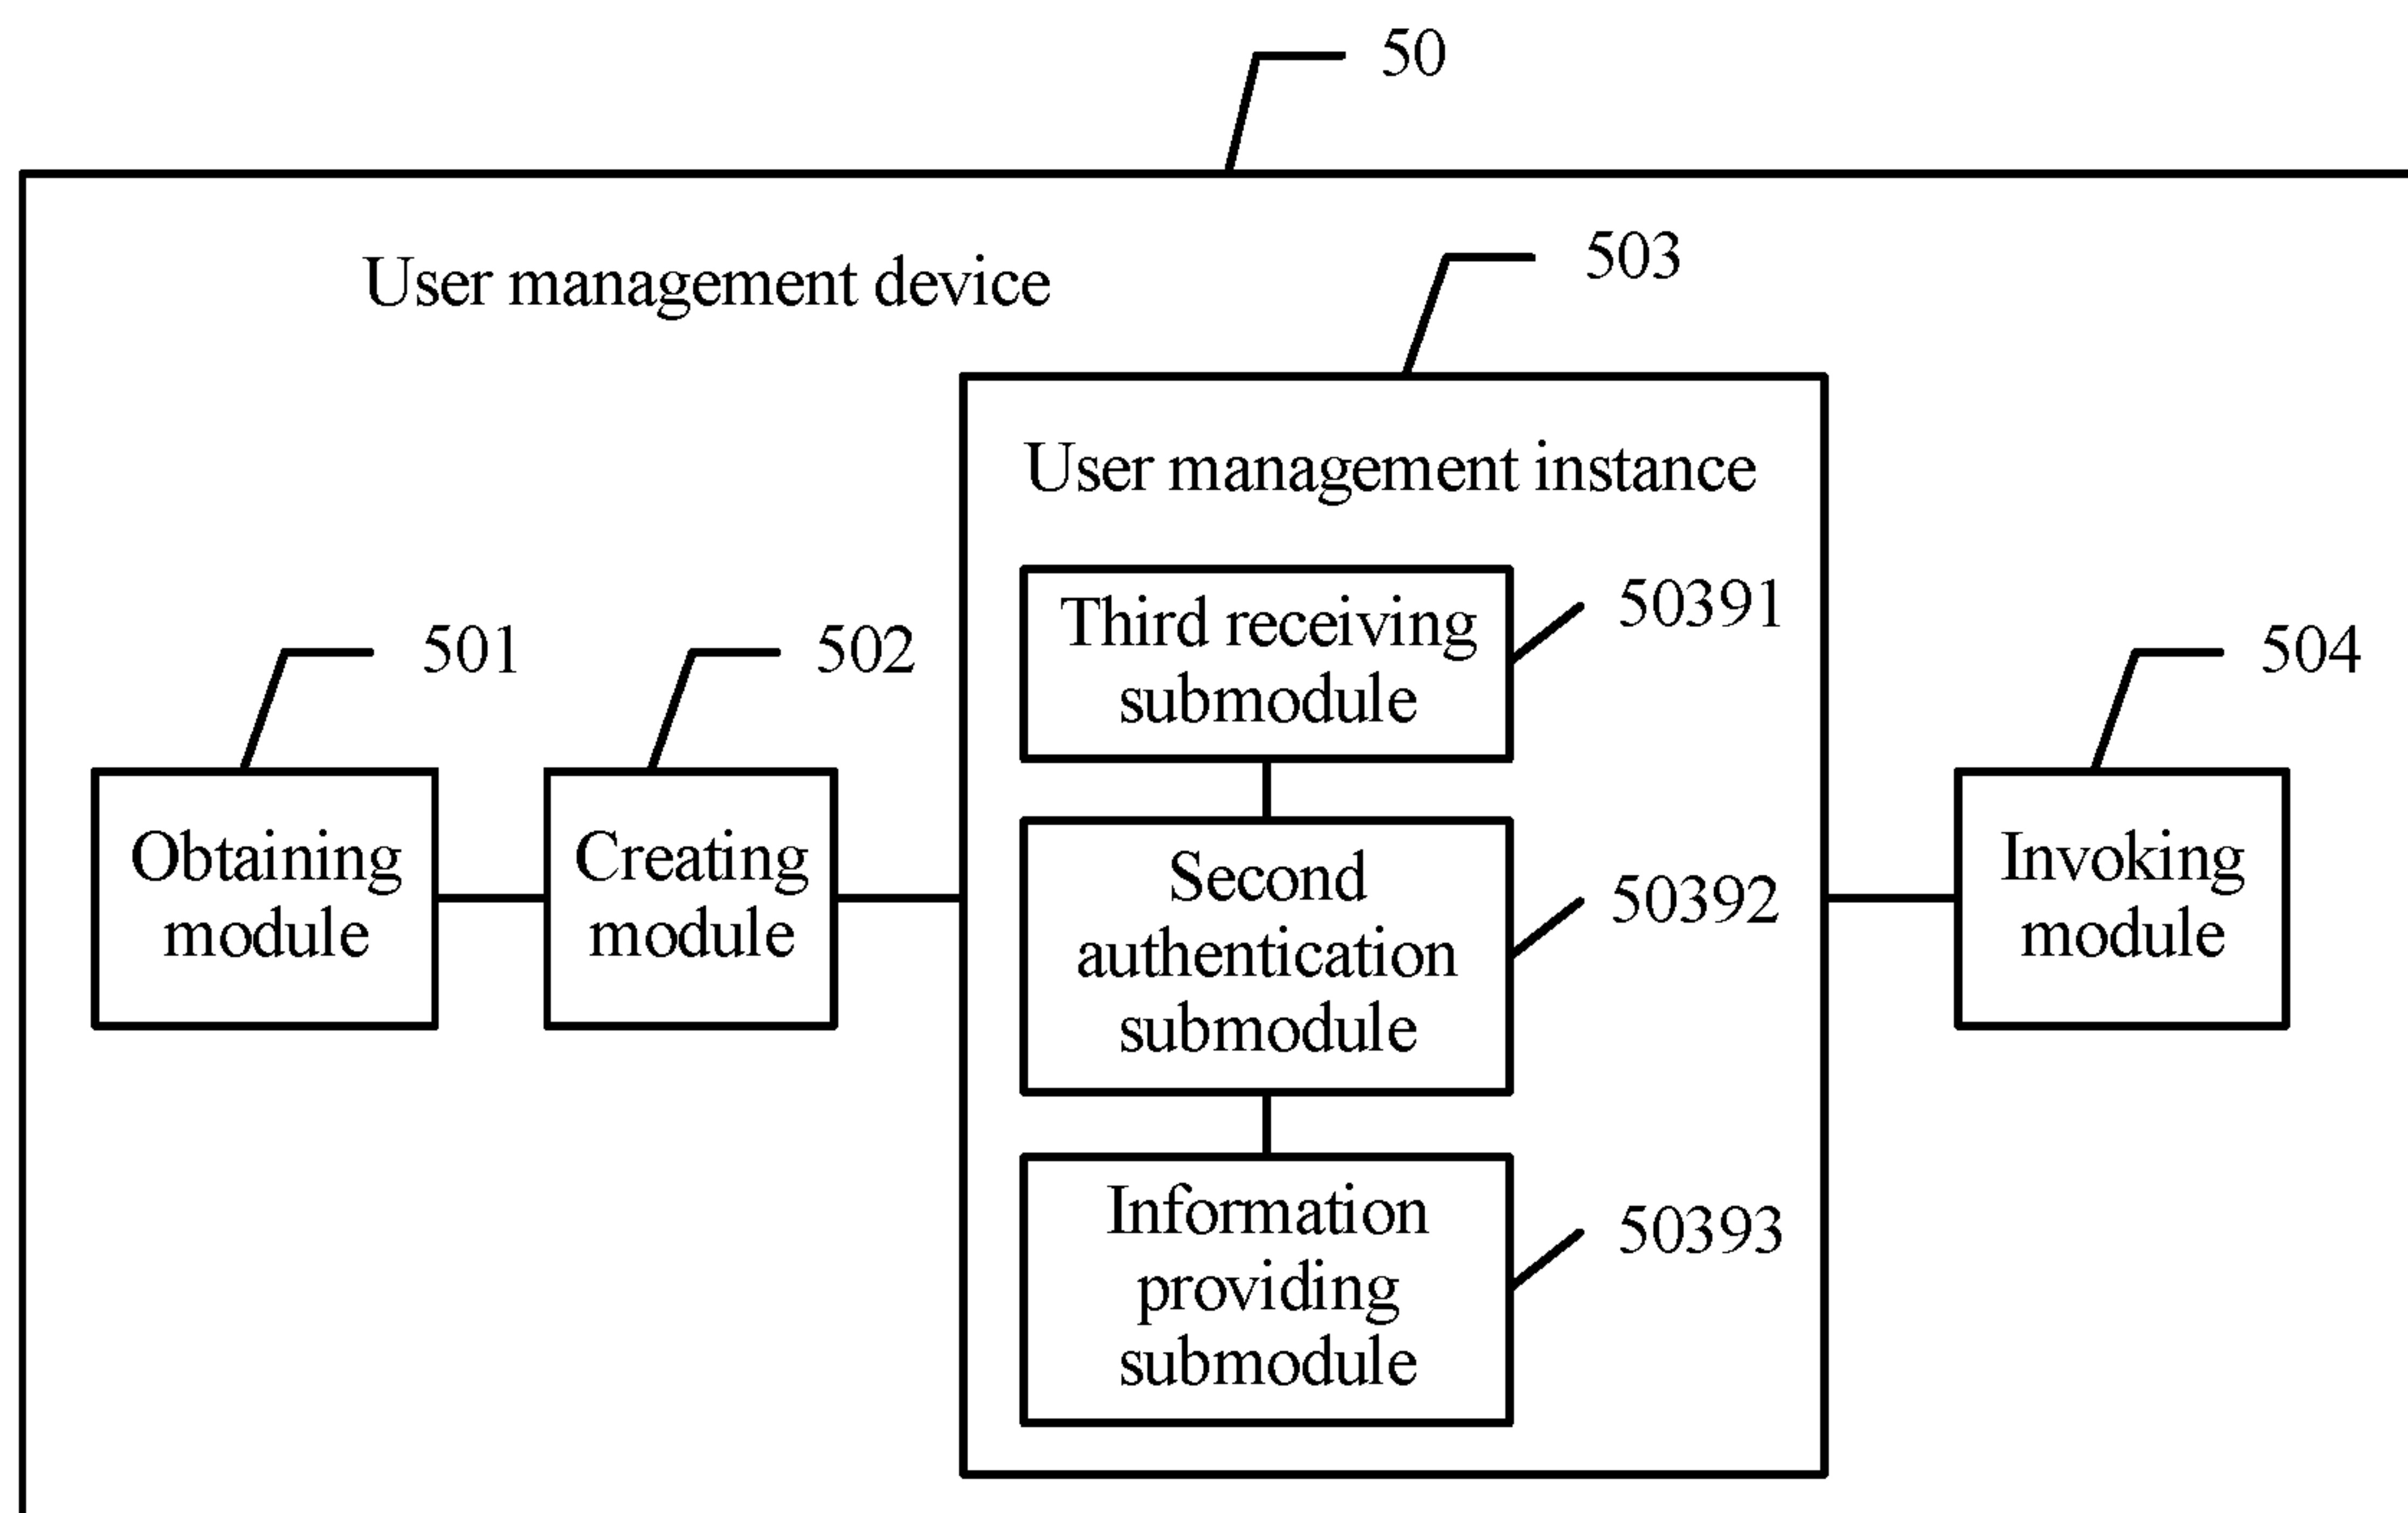 50
User management device
503
User management instance
Third receiving
submodule
50391
501
502
504
Obtaining
module
Creating
module
Second
authentication
submodule
50392
Invoking
module
Information
providing
submodule
50393